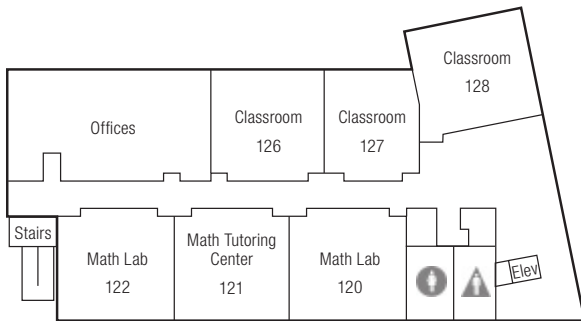 Classroom
128
Offices
Classroom
126
Classroom
127
Stairs
Math Lab
122
Math Tutoring
Center
121
Math Lab
120
Elev